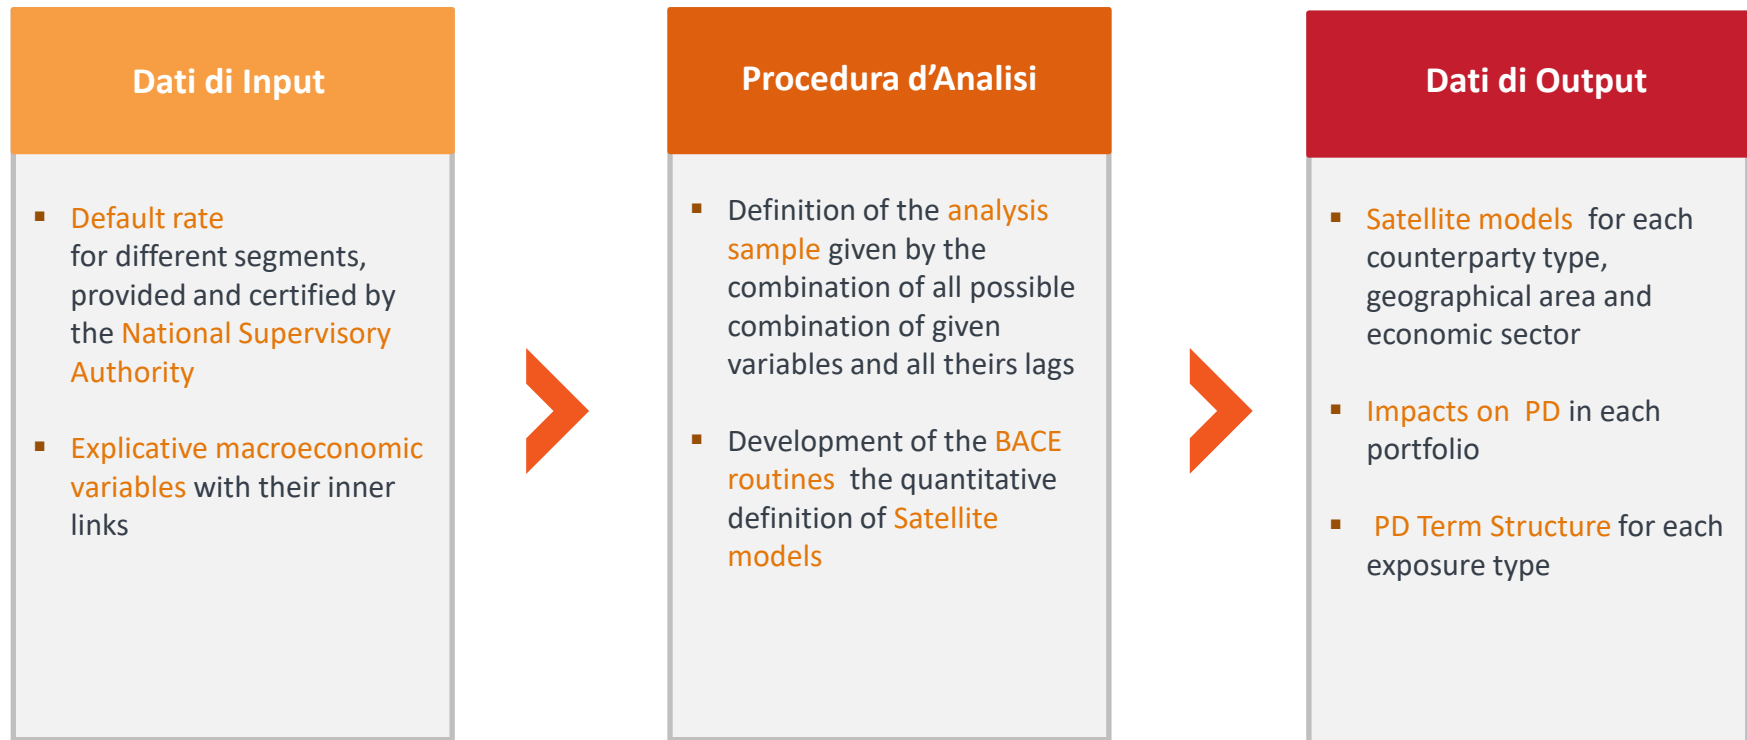 Dati di Input
▪ Default rate
for different segments,
provided and certified by
the National Supervisory
Authority
▪ Explicative macroeconomic
variables with their inner
links
Procedura d’Analisi
▪ Definition of the analysis
sample given by the
combination of all possible
combination of given
variables and all theirs lags
▪ Development of the BACE
routines the quantitative
definition of Satellite
models
Dati di Output
▪ Satellite models for each
counterparty type,
geographical area and
economic sector
▪ Impacts on PD in each
portfolio
▪ PD Term Structure for each
exposure type